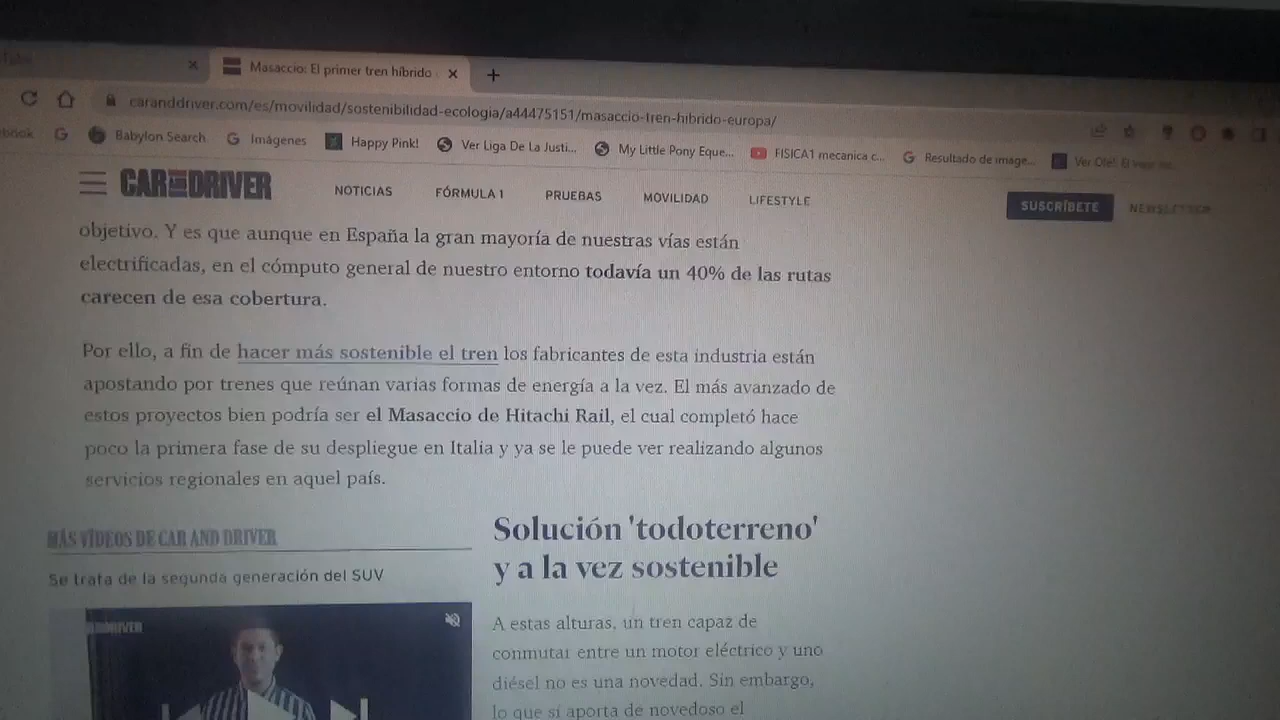 Masaccio: El primer tren híbrido
caranddriver.com/es/movilidad/sostenibilidad-ecologia/a44475151/masaccio-tren-hibrido-europa/
Babylon Search
Imágenes
Happy Pink!
Ver Liga De La Justi...
My Little Pony Eque...
FISICA1 mecanica c...
Resultado de image...
CAR AND DRIVER
NOTICIAS
FÓRMULA 1
PRUEBAS
MOVILIDAD
LIFESTYLE
SUSCRÍBETE
NEWSLETTER
objetivo. Y es que aunque en España la gran mayoría de nuestras vías están
electrificadas, en el cómputo general de nuestro entorno todavía un 40% de las rutas
carecen de esa cobertura.
Por ello, a fin de hacer más sostenible el tren los fabricantes de esta industria están
apostando por trenes que reúnan varias formas de energía a la vez. El más avanzado de
estos proyectos bien podría ser el Masaccio de Hitachi Rail, el cual completó hace
poco la primera fase de su despliegue en Italia y ya se le puede ver realizando algunos
servicios regionales en aquel país.
MÁS VÍDEOS DE CAR AND DRIVER
Se trata de la segunda generación del SUV
Solución 'todoterreno'
y a la vez sostenible
A estas alturas, un tren capaz de
conmutar entre un motor eléctrico y uno
diésel no es una novedad. Sin embargo,
lo que sí aporta de novedoso el